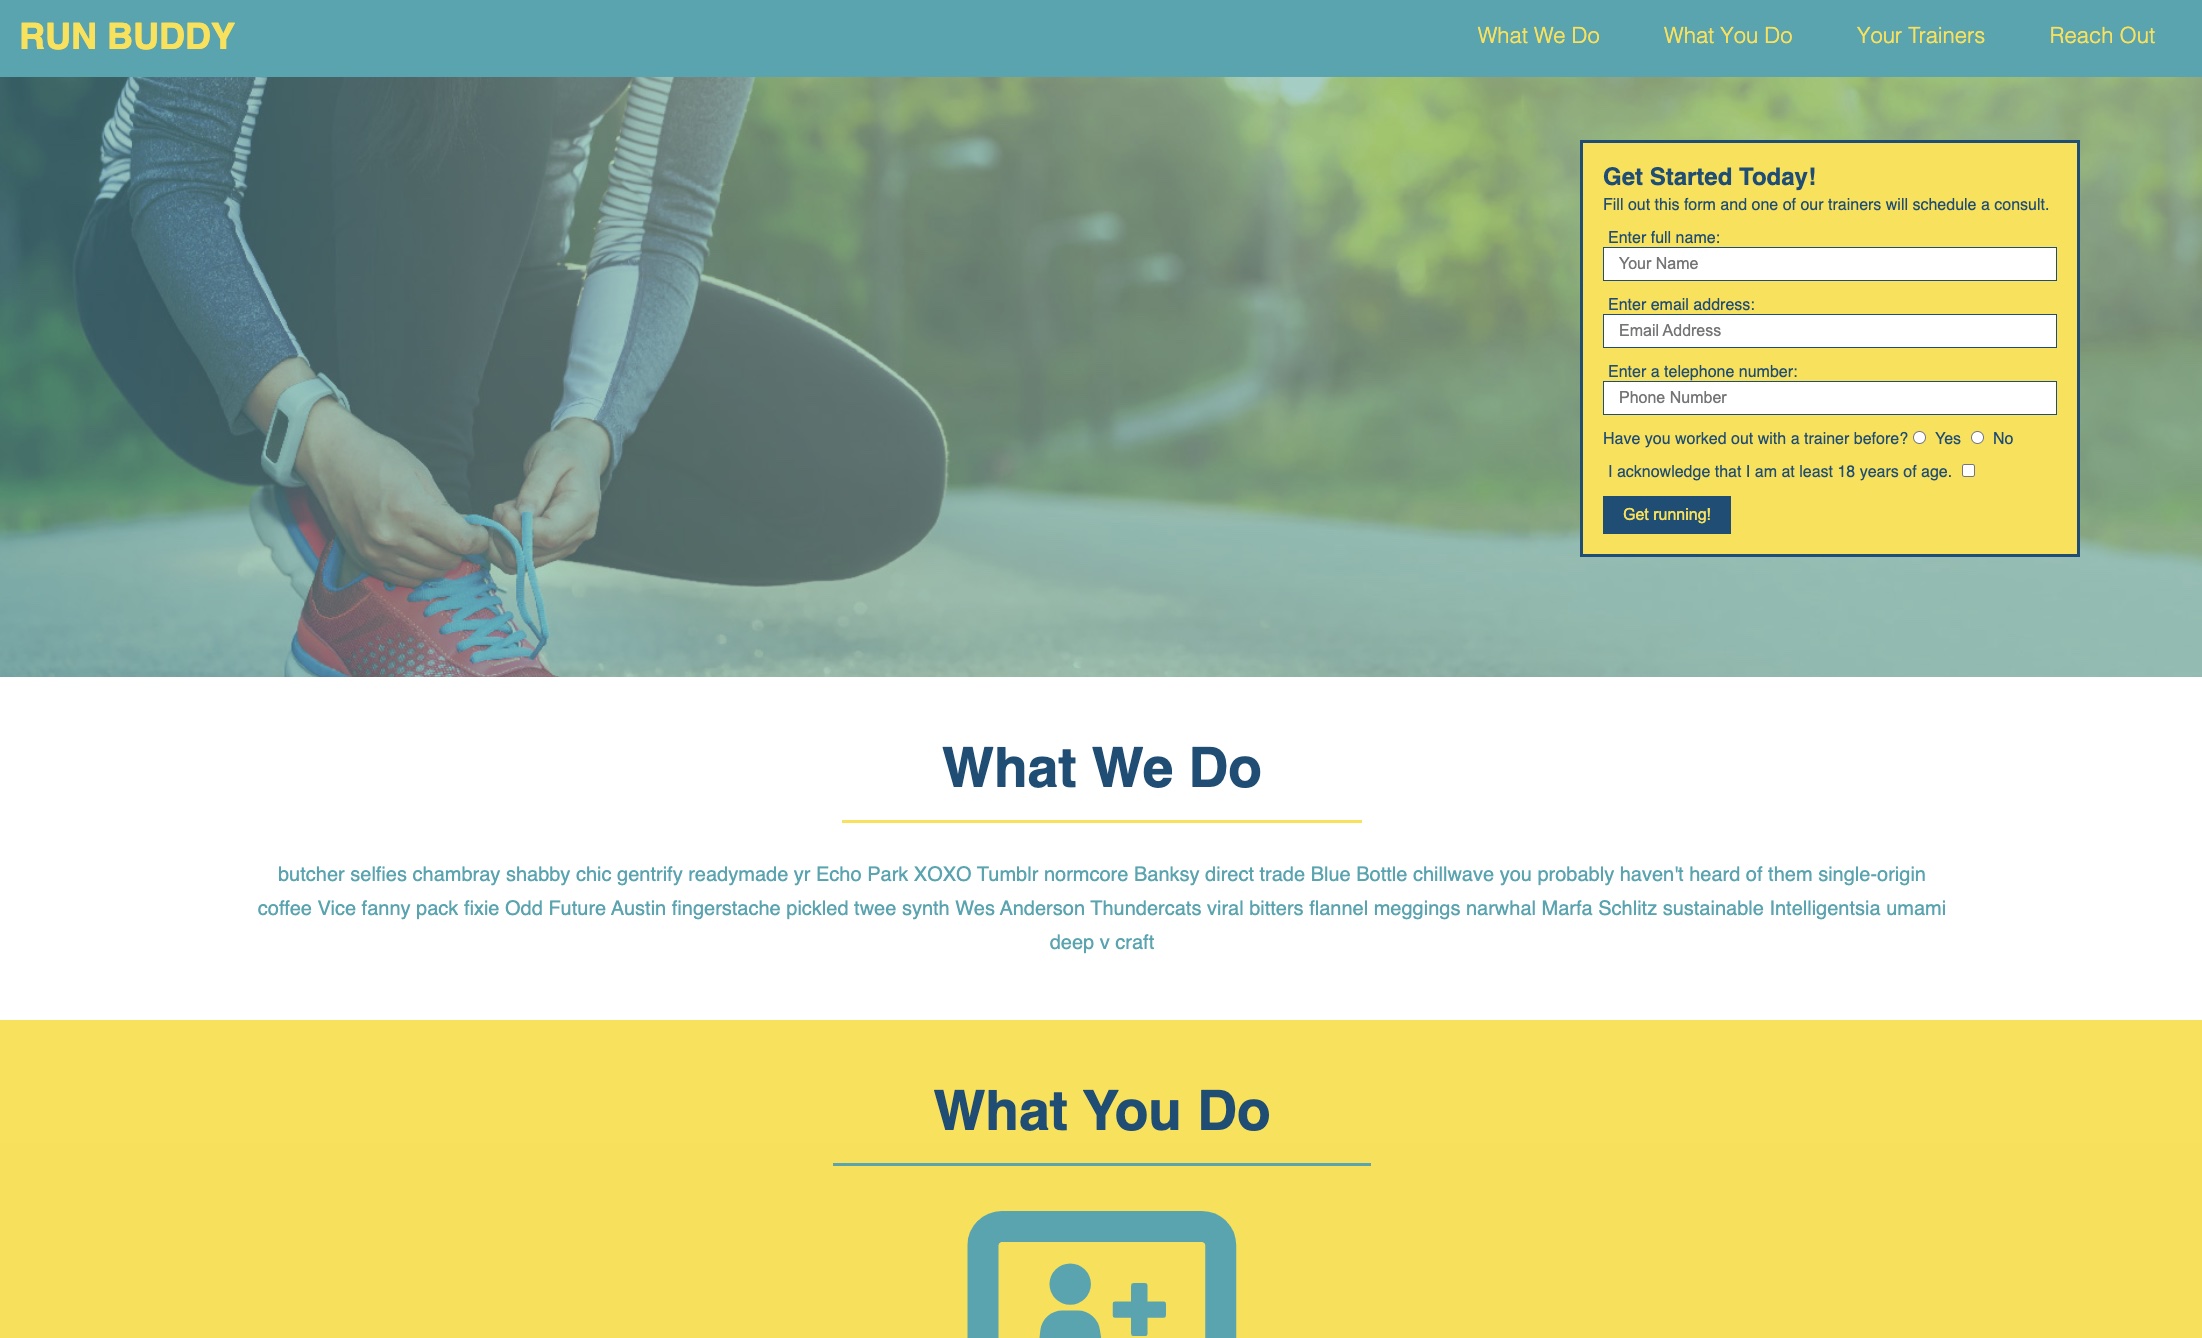 RUN BUDDY
What We Do
What You Do
Your Trainers
Reach Out
Get Started Today!
Fill out this form and one of our trainers will schedule a consult.
Enter full name:
Your Name
Enter email address:
Email Address
Enter a telephone number:
Phone Number
Have you worked out with a trainer before? Yes No
I acknowledge that I am at least 18 years of age.
Get running!
What We Do
butcher selfies chambray shabby chic gentrify readymade yr Echo Park XOXO Tumblr normcore Banksy direct trade Blue Bottle chillwave you probably haven't heard of them single-origin
coffee Vice fanny pack fixie Odd Future Austin fingerstache pickled twee synth Wes Anderson Thundercats viral bitters flannel meggings narwhal Marfa Schlitz sustainable Intelligentsia umami
deep v craft
What You Do